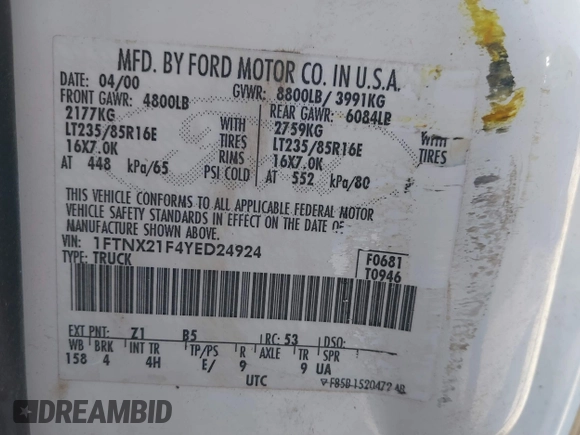 MFD. BY FORD MOTOR CO. IN U.S.A.
DATE: 04/00 GVWR: 8800LB/ 3991KG
FRONT GAWR: 4800LB REAR GAWR: 6084LB
2177KG WITH 2759KG WITH
LT235/85R16E TIRES LT235/85R16E TIRES
16X7.0K RIMS 16X7.0K
AT 448 kPa/65 PSI COLD AT 552 kPa/80
THIS VEHICLE CONFORMS TO ALL APPLICABLE FEDERAL MOTOR
VEHICLE SAFETY STANDARDS IN EFFECT ON THE DATE OF
MANUFACTURE SHOWN ABOVE.
VIN: 1FTNX21F4YED24924 F0681
TYPE: TRUCK T0946
EXT PNT: Z1 B5 RC: 53 DSO:
WB BRK INT TR TP/PS R AXLE TR SPR
158 4 4H E/ 9 9 UA
UTC F85B-1520472-AB
DREAMBID